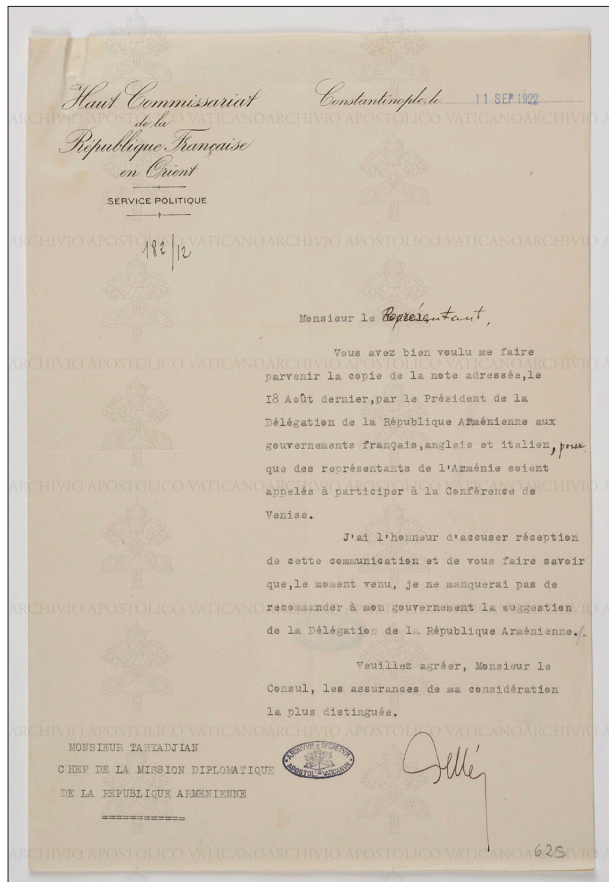 Haut Commissariat
de la
République Française
en Orient
SERVICE POLITIQUE
182/12
Constantinople, le 11 SEP 1922
Monsieur le Représentant,
Vous avez bien voulu me faire
parvenir la copie de la note adressée,le
I8 Août dernier,par le Président de la
Délégation de la République Arménienne aux
gouvernements français,anglais et italien, pour
que des représentants de l'Arménie soient
appelés à participer à la Conférence de
Venise.
J'ai l'honneur d'accuser réception
de cette communication et de vous faire savoir
que,le moment venu, je ne manquerai pas de
recommander à mon gouvernement la suggestion
de la Délégation de la République Arménienne./.
Veuillez agréer, Monsieur le
Consul, les assurances de ma considération
la plus distinguée.
MONSIEUR TAHTADJIAN
CHEF DE LA MISSION DIPLOMATIQUE
DE LA REPUBLIQUE ARMENIENNE
625
ARCHIVIO APOSTOLICO VATICANO